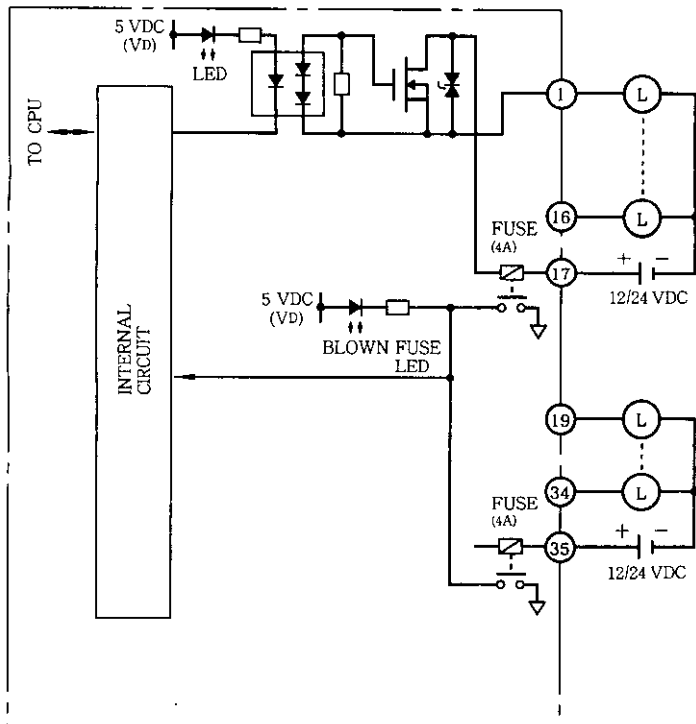 5 VDC
(VD)
LED
TO CPU
1
L
16
L
FUSE
(4A)
17
+ −
12/24 VDC
5 VDC
(VD)
BLOWN FUSE
LED
INTERNAL
CIRCUIT
19
L
34
L
FUSE
(4A)
35
+ −
12/24 VDC